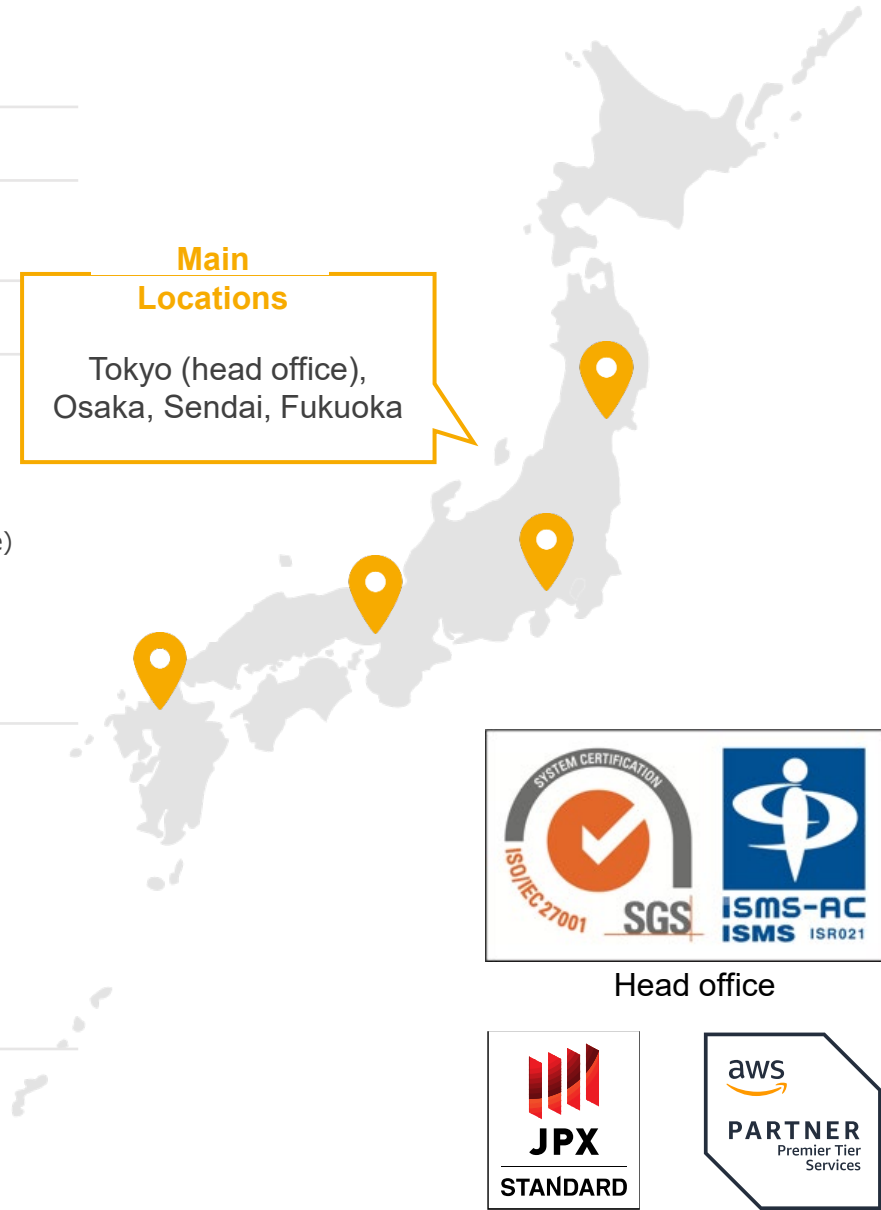 Main
Locations
Tokyo (head office),
Osaka, Sendai, Fukuoka
e)
SYSTEM CERTIFICATION
ISO/IEC 27001
SGS
ISMS-AC
ISMS ISR021
Head office
JPX
STANDARD
aws
PARTNER
Premier Tier
Services